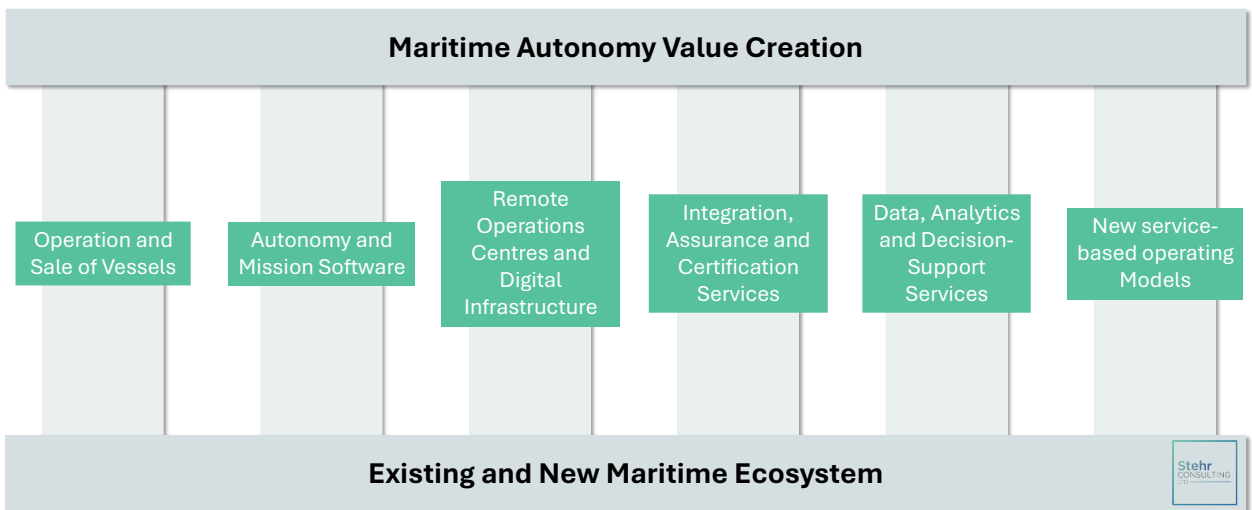 Maritime Autonomy Value Creation
Operation and
Sale of Vessels
Autonomy and
Mission Software
Remote
Operations
Centres and
Digital
Infrastructure
Integration,
Assurance and
Certification
Services
Data, Analytics
and Decision-
Support
Services
New service-
based operating
Models
Existing and New Maritime Ecosystem
Stehr
CONSULTING
LTD